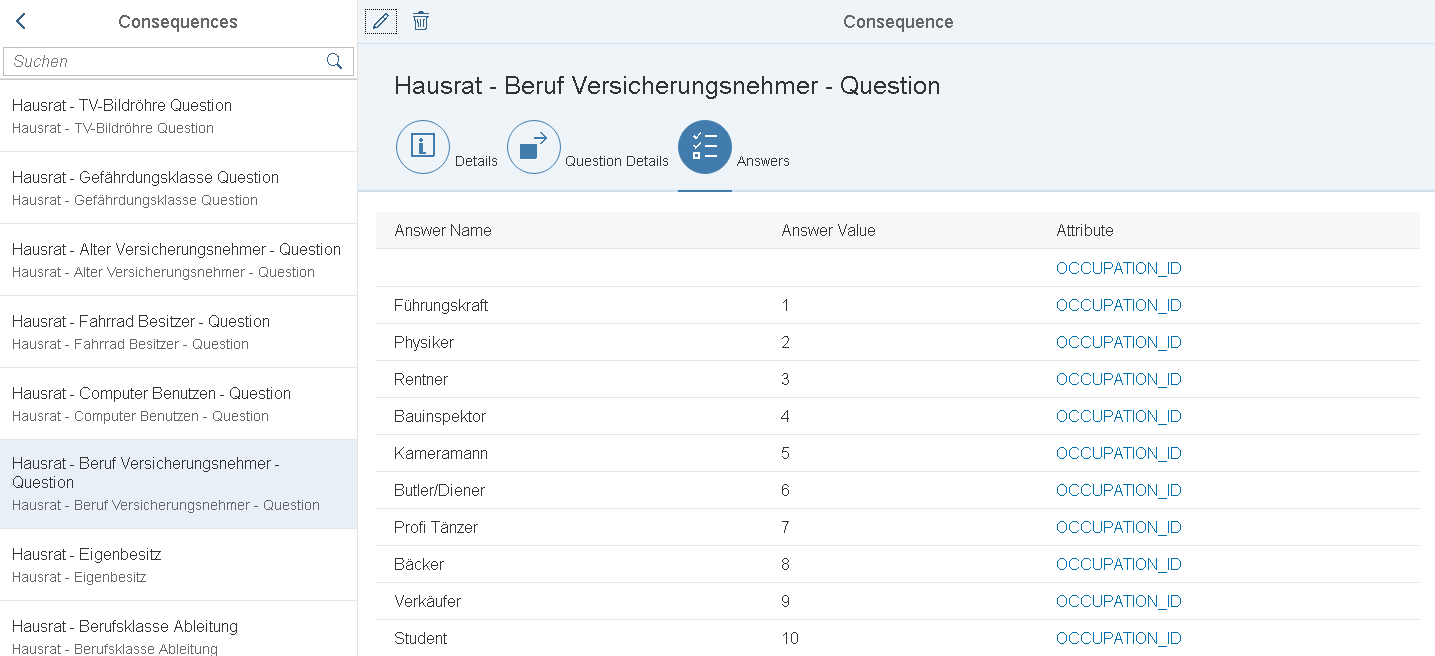 Consequences
Suchen
Hausrat - TV-Bildröhre Question
Hausrat - TV-Bildröhre Question
Hausrat - Gefährdungsklasse Question
Hausrat - Gefährdungsklasse Question
Hausrat - Alter Versicherungsnehmer - Question
Hausrat - Alter Versicherungsnehmer - Question
Hausrat - Fahrrad Besitzer - Question
Hausrat - Fahrrad Besitzer - Question
Hausrat - Computer Benutzen - Question
Hausrat - Computer Benutzen - Question
Hausrat - Beruf Versicherungsnehmer -
Question
Hausrat - Beruf Versicherungsnehmer - Question
Hausrat - Eigenbesitz
Hausrat - Eigenbesitz
Hausrat - Berufsklasse Ableitung
Hausrat - Berufsklasse Ableitung
Consequence
Hausrat - Beruf Versicherungsnehmer - Question
Details Question Details Answers
Answer Name Answer Value Attribute
OCCUPATION_ID
Führungskraft 1 OCCUPATION_ID
Physiker 2 OCCUPATION_ID
Rentner 3 OCCUPATION_ID
Bauinspektor 4 OCCUPATION_ID
Kameramann 5 OCCUPATION_ID
Butler/Diener 6 OCCUPATION_ID
Profi Tänzer 7 OCCUPATION_ID
Bäcker 8 OCCUPATION_ID
Verkäufer 9 OCCUPATION_ID
Student 10 OCCUPATION_ID